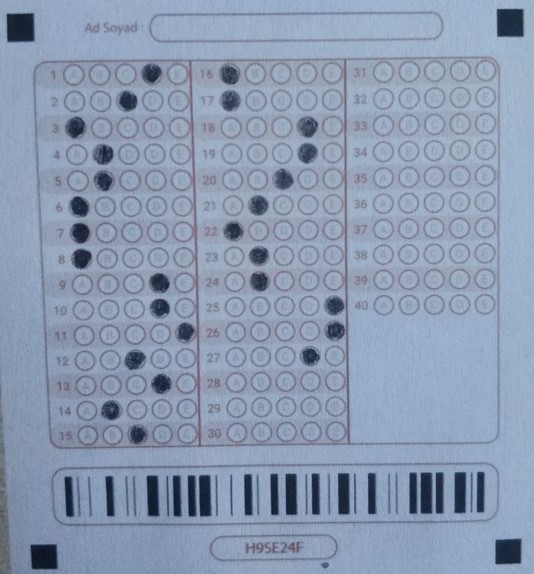 Ad Soyad
1 A B C E 16 B C D E 31 A B C D E
2 A B D E 17 B C D E 32 A B C D E
3 B C D E 18 A B C E 33 A B C D E
4 A C D E 19 A B C E 34 A B C D E
5 A C D E 20 A B D E 35 A B C D E
6 B C D E 21 A C D E 36 A B C D E
7 B C D E 22 B C D E 37 A B C D E
8 B C D E 23 A C D E 38 A B C D E
9 A B C E 24 A C D E 39 A B C D E
10 A B C E 25 A B C D 40 A B C D E
11 A B C D 26 A B C D
12 A B D E 27 A B C E
13 A B C E 28 A B C D E
14 A C D E 29 A B C D E
15 A B D E 30 A B C D E
H9SE24F